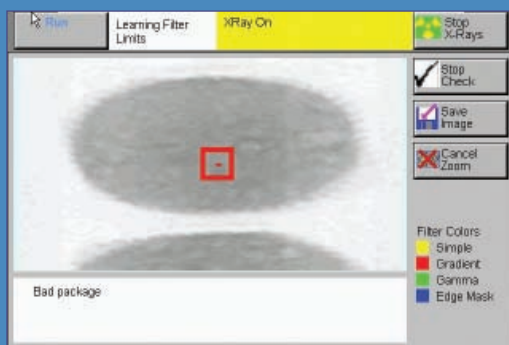 Run
Learning Filter
Limits
XRay On
Stop
X-Rays
Stop
Check
Save
Image
Cancel
Zoom
Filter Colors
Simple
Gradient
Gamma
Edge Mask
Bad package